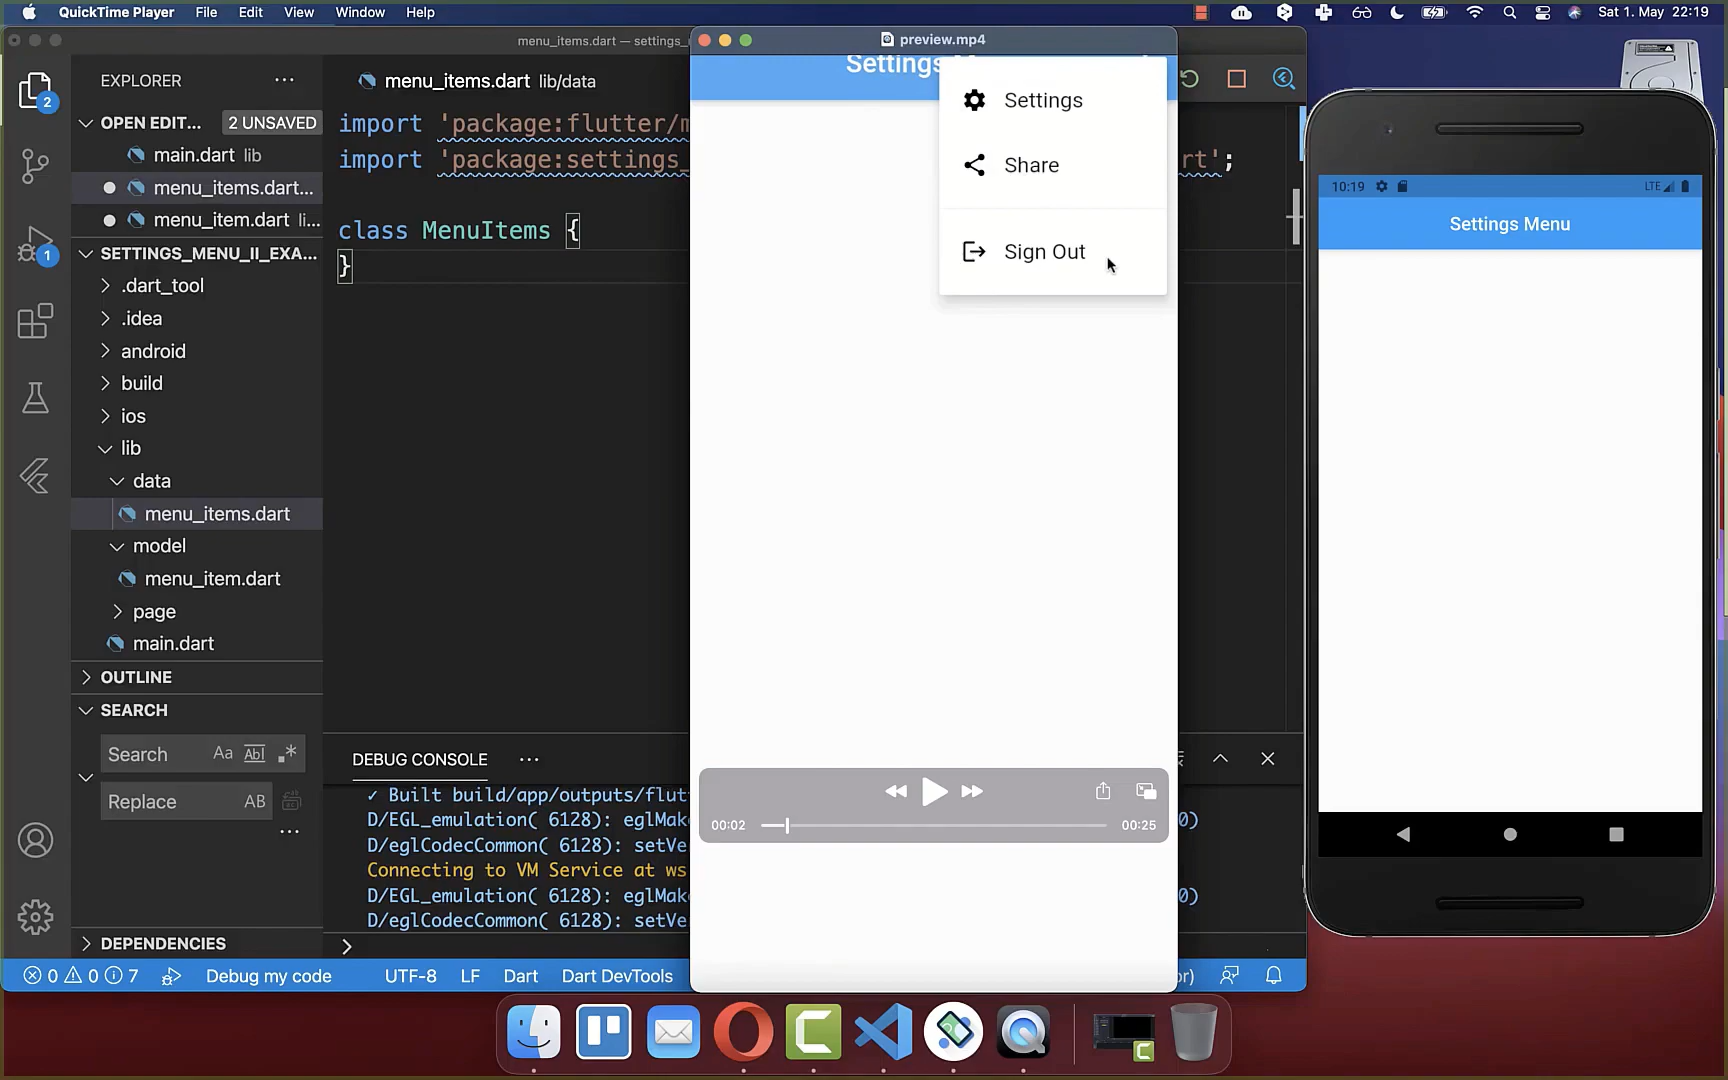 QuickTime Player File Edit View Window Help
Sat 1. May 22:19
menu_items.dart — settings_
preview.mp4
EXPLORER
menu_items.dart lib/data
2
OPEN EDIT... 2 UNSAVED
main.dart lib
menu_items.dart...
menu_item.dart li...
1
SETTINGS_MENU_II_EXA...
.dart_tool
.idea
android
build
ios
lib
data
menu_items.dart
model
menu_item.dart
page
main.dart
OUTLINE
SEARCH
Search Aa Abl .*
Replace AB
DEPENDENCIES
import 'package:flutter/m
import 'package:settings_
rt';
class MenuItems {
}
DEBUG CONSOLE
✓ Built build/app/outputs/flut
D/EGL_emulation( 6128): eglMak
0)
D/eglCodecCommon( 6128): setVe
Connecting to VM Service at ws
D/EGL_emulation( 6128): eglMak
0)
D/eglCodecCommon( 6128): setVe
0 0 7 Debug my code UTF-8 LF Dart Dart DevTools
or)
Settings
Settings
Share
Sign Out
00:02
00:25
10:19
LTE
Settings Menu